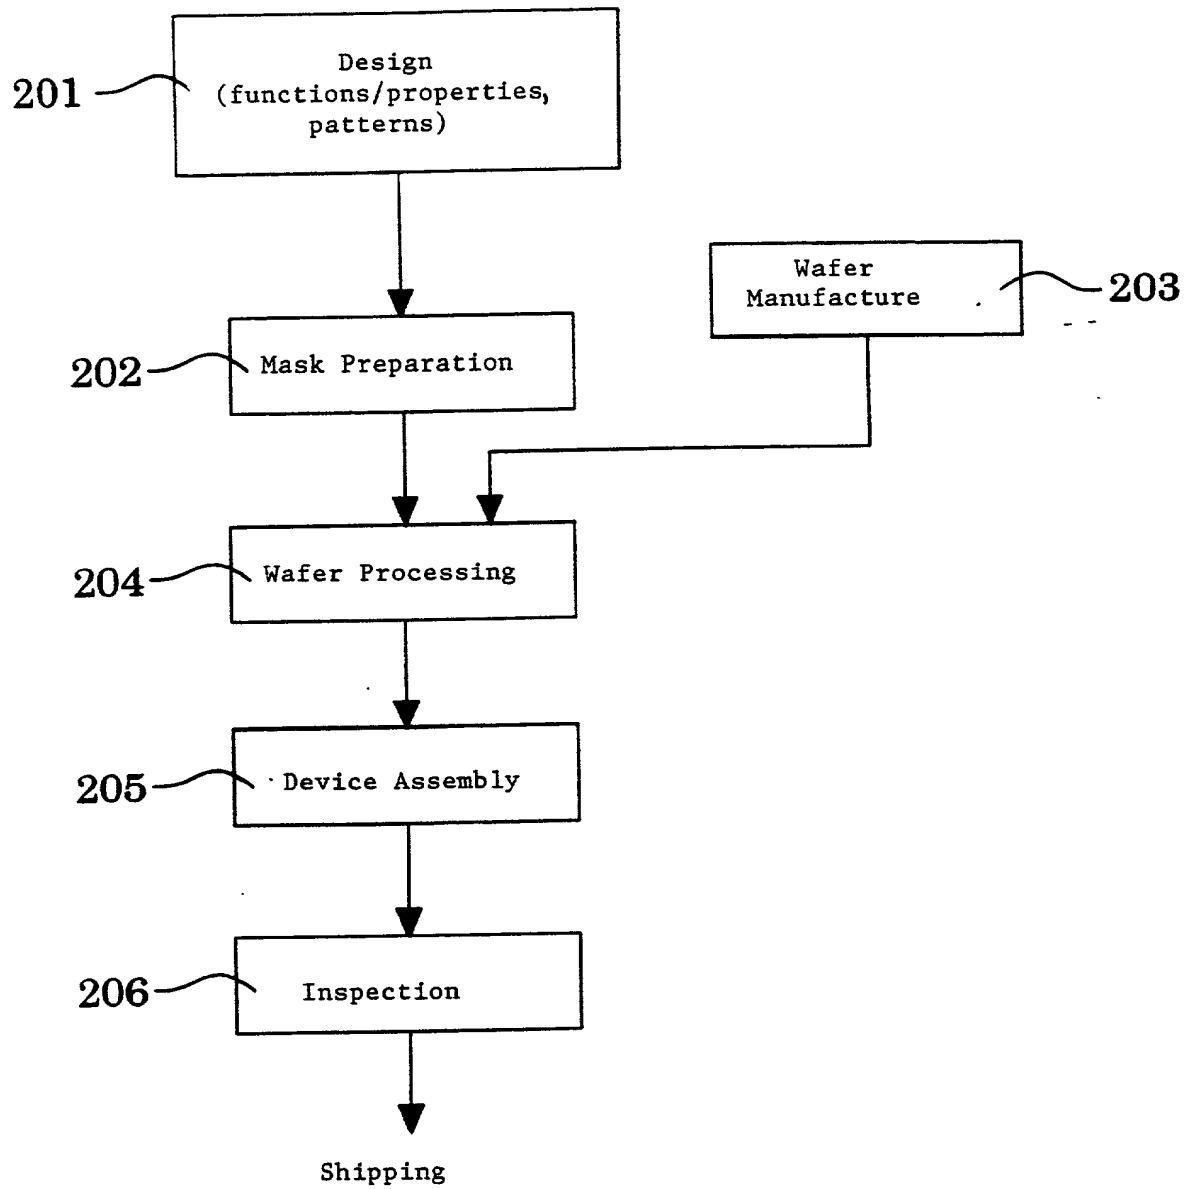 Design
(functions/properties,
patterns)
201
Wafer
Manufacture
203
202
Mask Preparation
204
Wafer Processing
205
Device Assembly
206
Inspection
Shipping